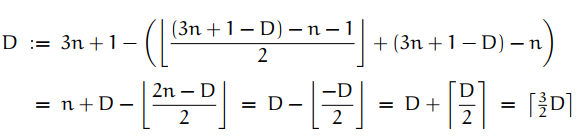 D := 3n + 1 − (⌊((3n + 1 − D) − n − 1)/2⌋ + (3n + 1 − D) − n)
= n + D − ⌊(2n − D)/2⌋ = D − ⌊−D/2⌋ = D + ⌈D/2⌉ = ⌈3/2 D⌉